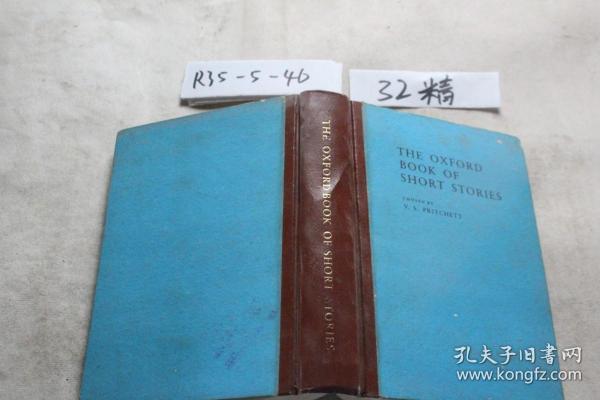 R35-5-46
32精
THE OXFORD BOOK OF SHORT STORIES
THE OXFORD
BOOK OF
SHORT STORIES
CHOSEN BY
V. S. PRITCHETT
孔夫子旧书网
www.kongfz.com